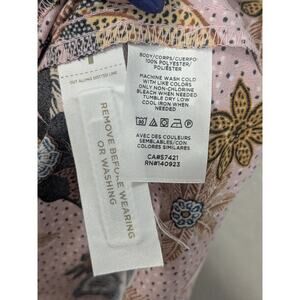 CUT ALONG DOTTED LINE
REMOVE BEFORE WEARING
OR WASHING
BODY/CORPS/CUERPO:
100% POLYESTER/
POLIÉSTER
MACHINE WASH COLD
WITH LIKE COLORS
ONLY NON-CHLORINE
BLEACH WHEN NEEDED
TUMBLE DRY LOW
COOL IRON WHEN
NEEDED
AVEC DES COULEURS
SEMBLABLES/CON
COLORES SIMILARES
CA#57421
RN#140923